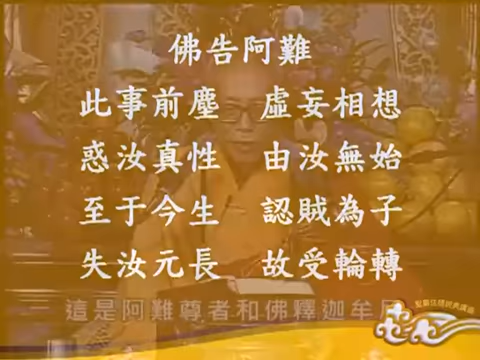 佛告阿難
此事前塵 虛妄相想
惑汝真性 由汝無始
至于今生 認賊為子
失汝元長 故受輪轉
這是阿難尊者和佛釋迦牟尼